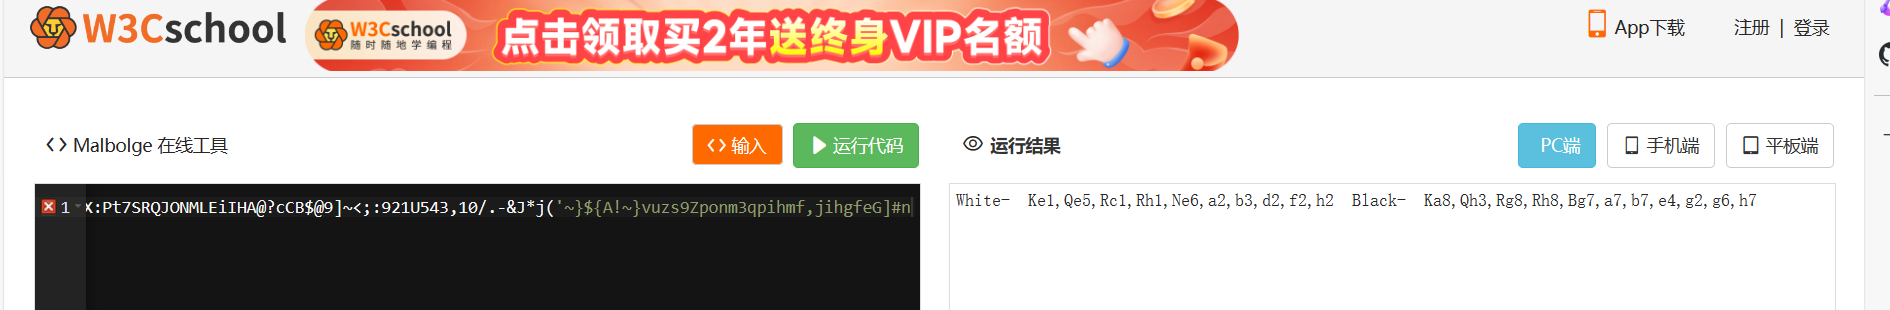 W3Cschool
W3Cschool
随时随地学编程
点击领取买2年送终身VIP名额
App下载
注册 | 登录
Malbolge 在线工具
输入
运行代码
运行结果
PC端
手机端
平板端
1
X:Pt7SRQJONMLEiIHA@?cCB$@9]~<;:921U543,10/.-&J*j('~}${A!~}vuzs9Zponm3qpihmf,jihgfeG]#n
White- Ke1,Qe5,Rc1,Rh1,Ne6,a2,b3,d2,f2,h2 Black- Ka8,Qh3,Rg8,Rh8,Bg7,a7,b7,e4,g2,g6,h7